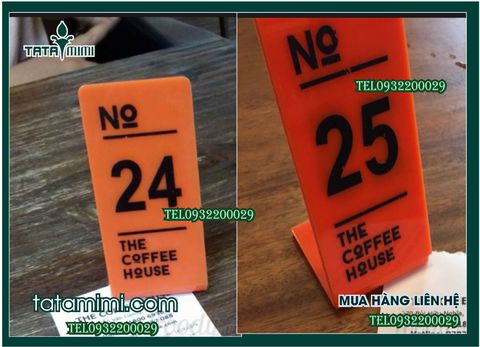 TATA MIMI
No
24
THE
COFFEE
HOUSE
TEL0932200029
tatamimi.com
TEL0932200029
No
TEL0932200029
25
THE
COFFEE
HOUSE
TEL0932200029
MUA HÀNG LIÊN HỆ
TEL0932200029